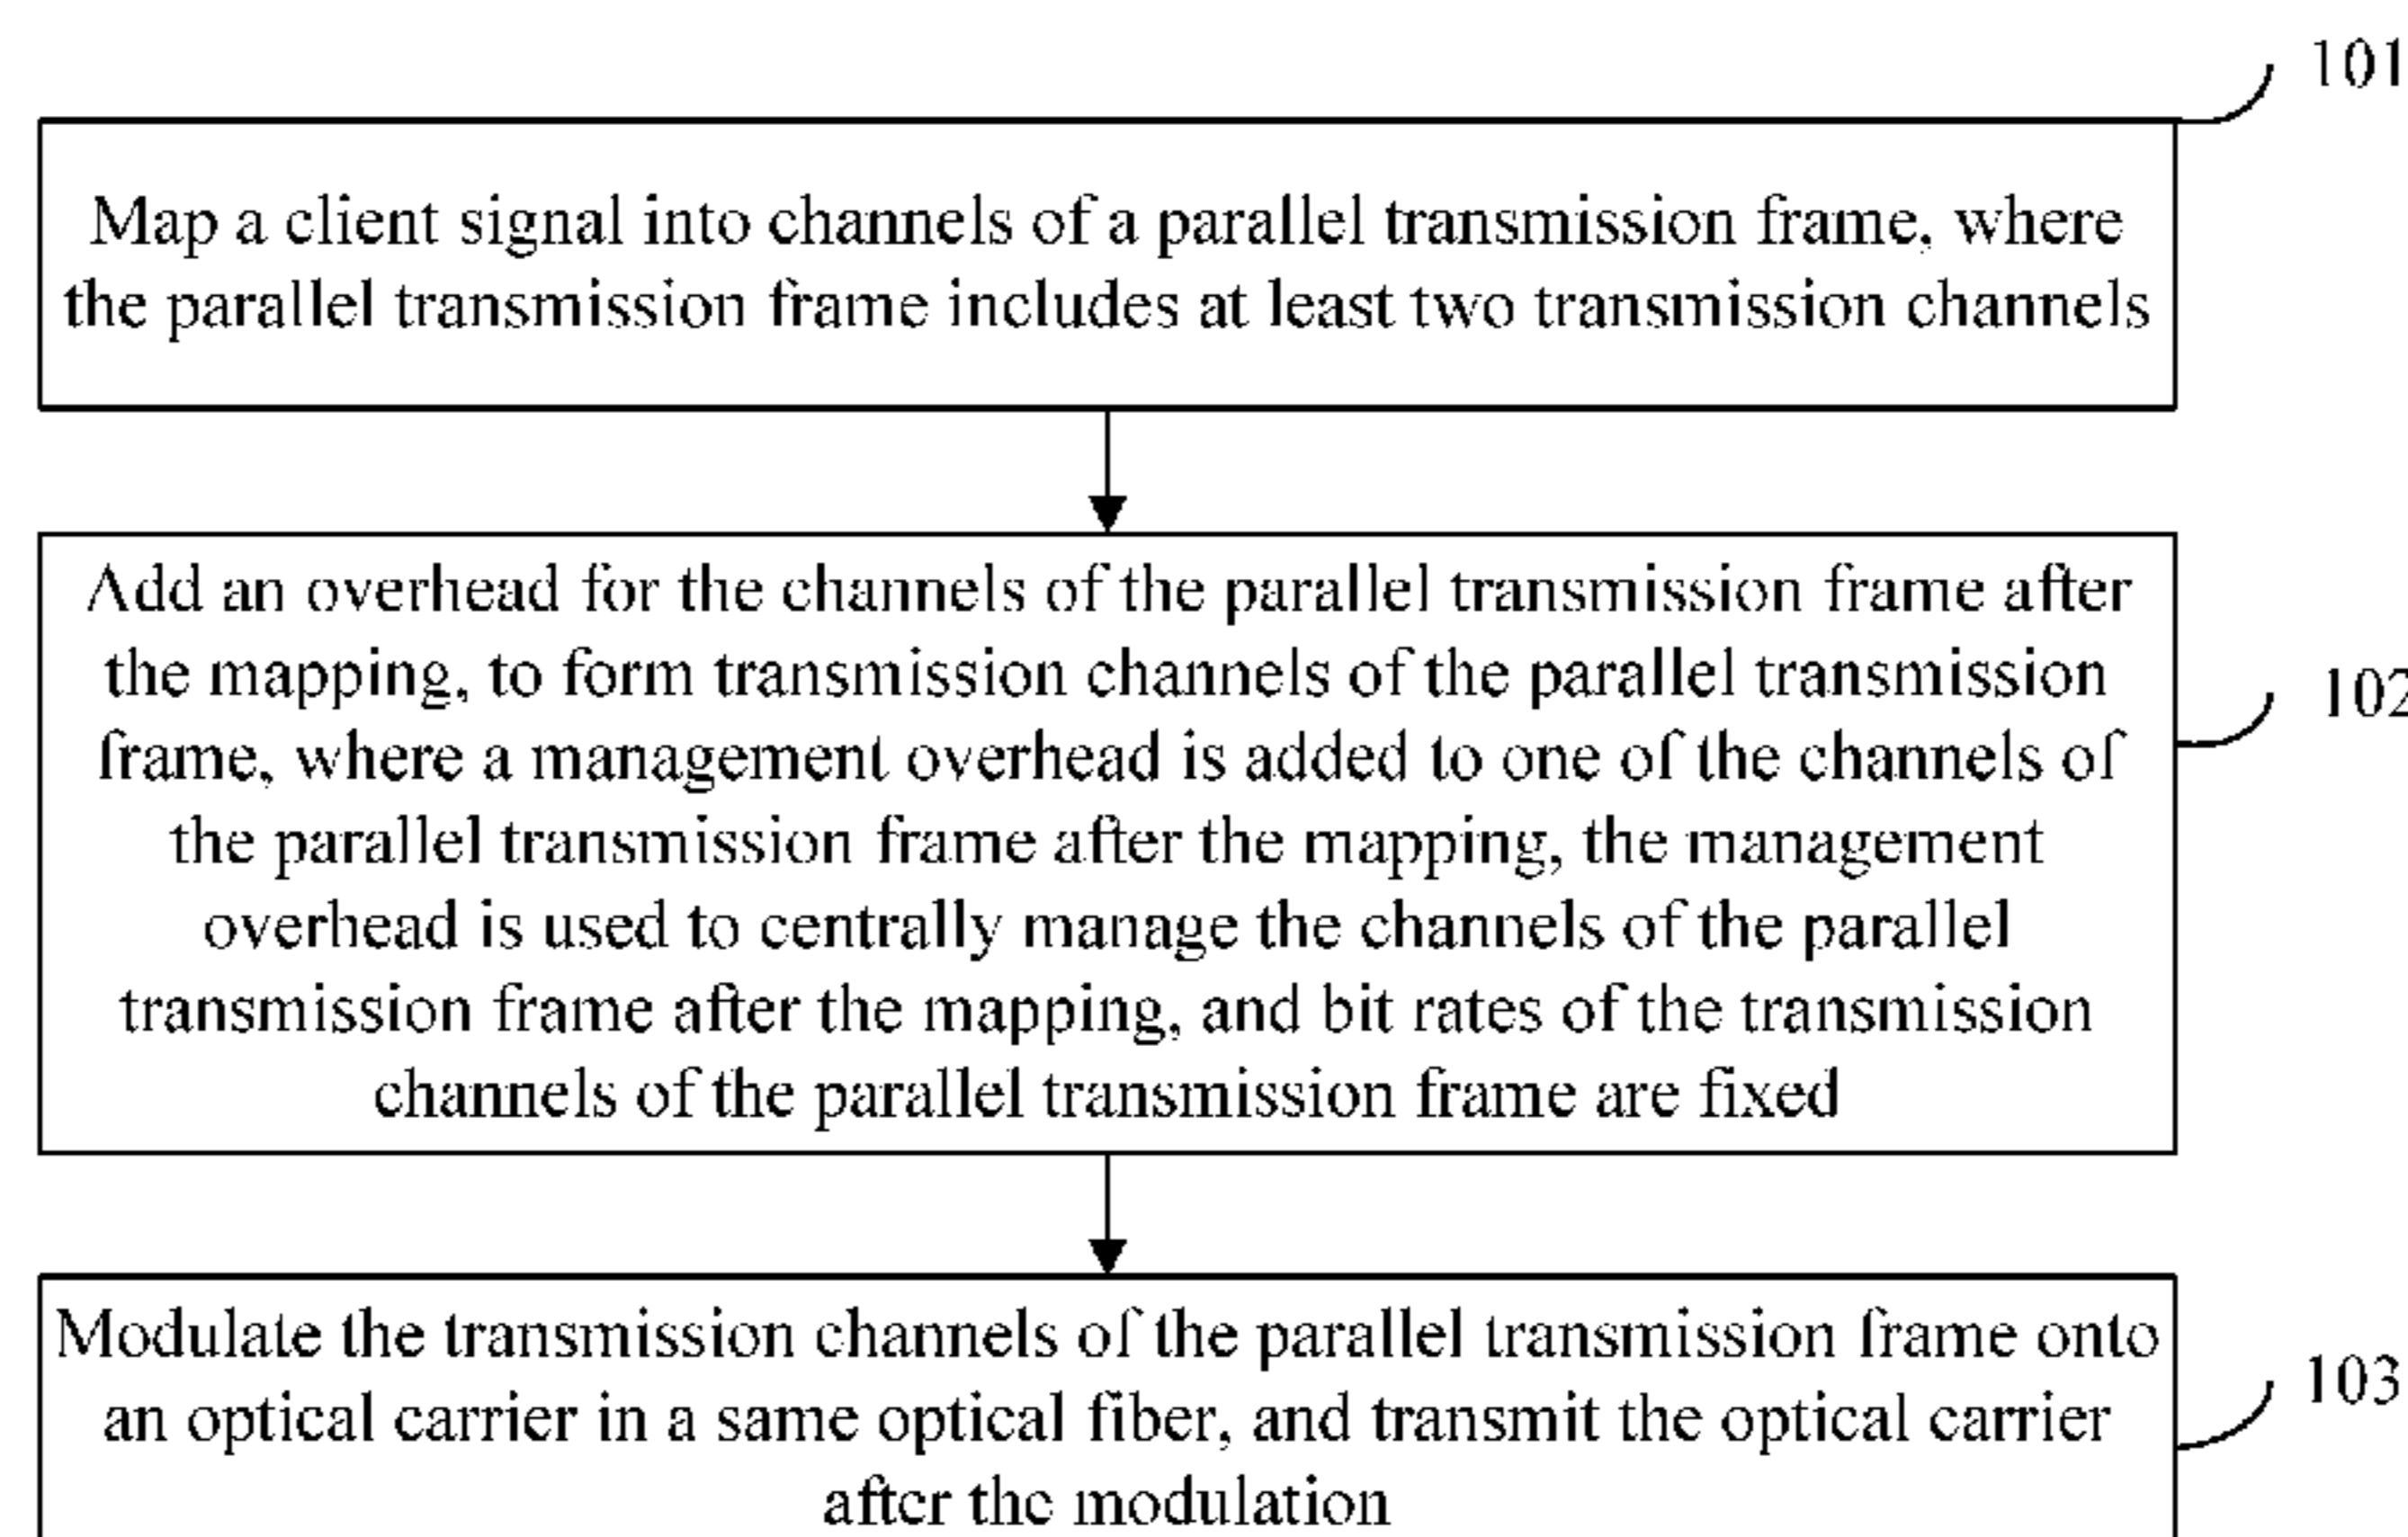 101
Map a client signal into channels of a parallel transmission frame, where
the parallel transmission frame includes at least two transmission channels
Add an overhead for the channels of the parallel transmission frame after
the mapping, to form transmission channels of the parallel transmission
frame, where a management overhead is added to one of the channels of
the parallel transmission frame after the mapping, the management
overhead is used to centrally manage the channels of the parallel
transmission frame after the mapping, and bit rates of the transmission
channels of the parallel transmission frame are fixed
102
Modulate the transmission channels of the parallel transmission frame onto
an optical carrier in a same optical fiber, and transmit the optical carrier
after the modulation
103